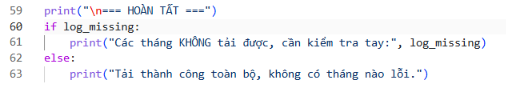 59 print("\n=== HOÀN TẤT ===")
60 if log_missing:
61     print("Các tháng KHÔNG tải được, cần kiểm tra tay:", log_missing)
62 else:
63     print("Tải thành công toàn bộ, không có tháng nào lỗi.")